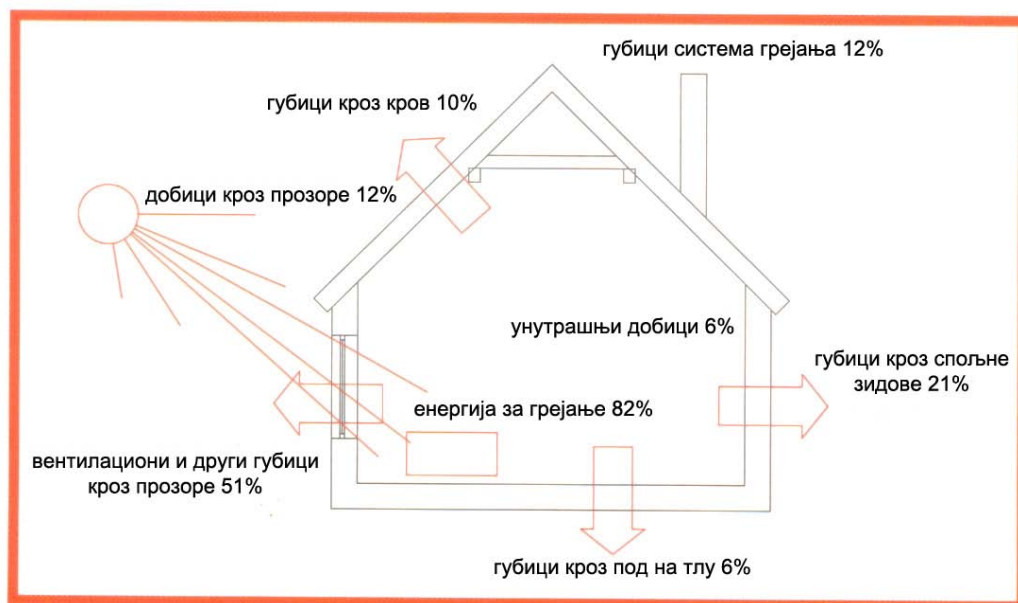 губици система грејања 12%
губици кроз кров 10%
добици кроз прозоре 12%
унутрашњи добици 6%
губици кроз спољне
зидове 21%
енергија за грејање 82%
вентилациони и други губици
кроз прозоре 51%
губици кроз под на тлу 6%